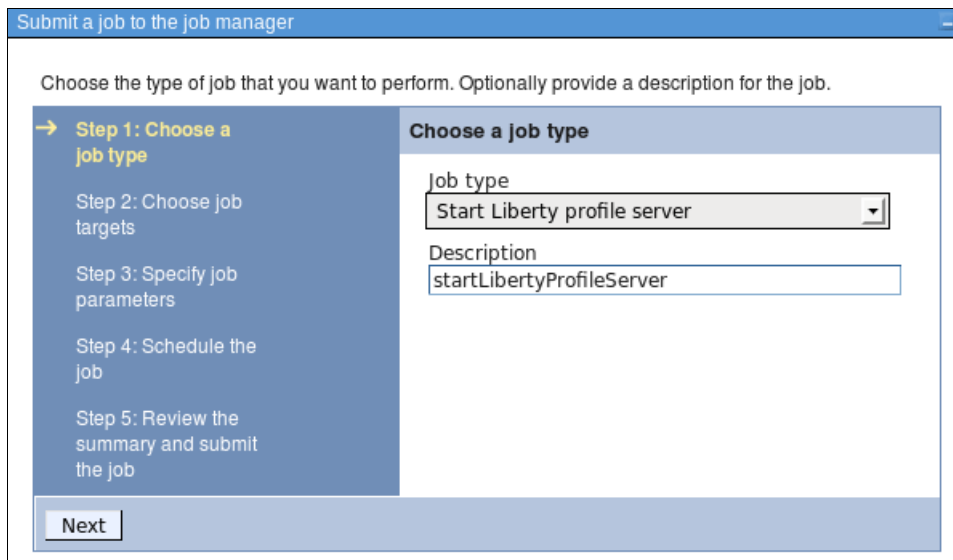 Submit a job to the job manager
Choose the type of job that you want to perform. Optionally provide a description for the job.
Step 1: Choose a
job type
Step 2: Choose job
targets
Step 3: Specify job
parameters
Step 4: Schedule the
job
Step 5: Review the
summary and submit
the job
Choose a job type
Job type
Start Liberty profile server
Description
startLibertyProfileServer
Next